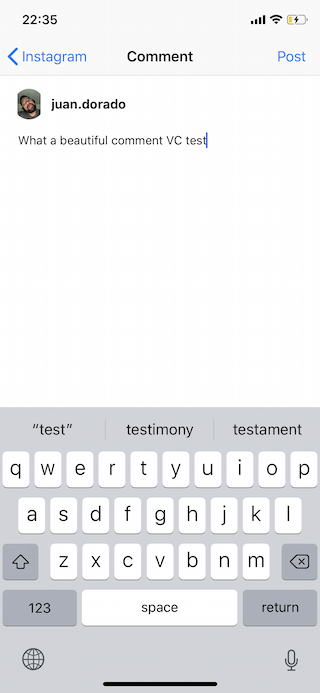 22:35
Instagram
Comment
Post
juan.dorado
What a beautiful comment VC test
“test”
testimony
testament
q w e r t y u i o p
a s d f g h j k l
z x c v b n m
123
space
return